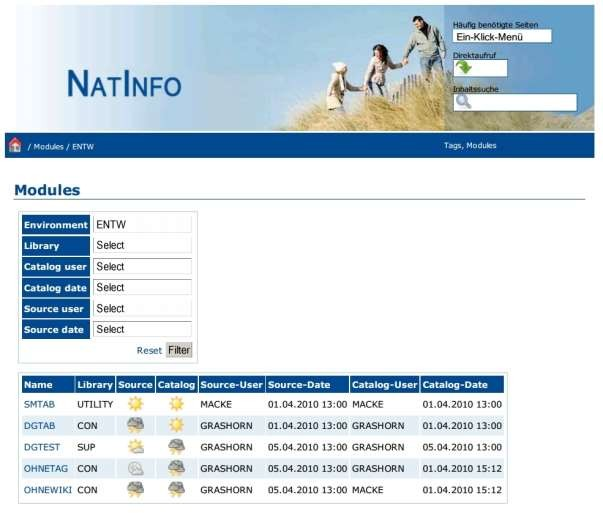 NATINFO
Häufig benötigte Seiten
Ein-Klick-Menü
Direktaufruf
Inhaltssuche
/ Modules / ENTW
Tags, Modules
Modules
Environment ENTW
Library Select
Catalog user Select
Catalog date Select
Source user Select
Source date Select
Reset Filter
Name Library Source Catalog Source-User Source-Date Catalog-User Catalog-Date
SMTAB UTILITY MACKE 01.04.2010 13:00 MACKE 01.04.2010 13:00
DGTAB CON GRASHORN 01.04.2010 13:00 GRASHORN 01.04.2010 13:00
DGTEST SUP GRASHORN 05.04.2010 13:00 GRASHORN 05.04.2010 13:00
OHNETAG CON GRASHORN 05.04.2010 13:00 GRASHORN 01.04.2010 15:12
OHNEWIKI CON GRASHORN 05.04.2010 13:00 MACKE 01.04.2010 15:12